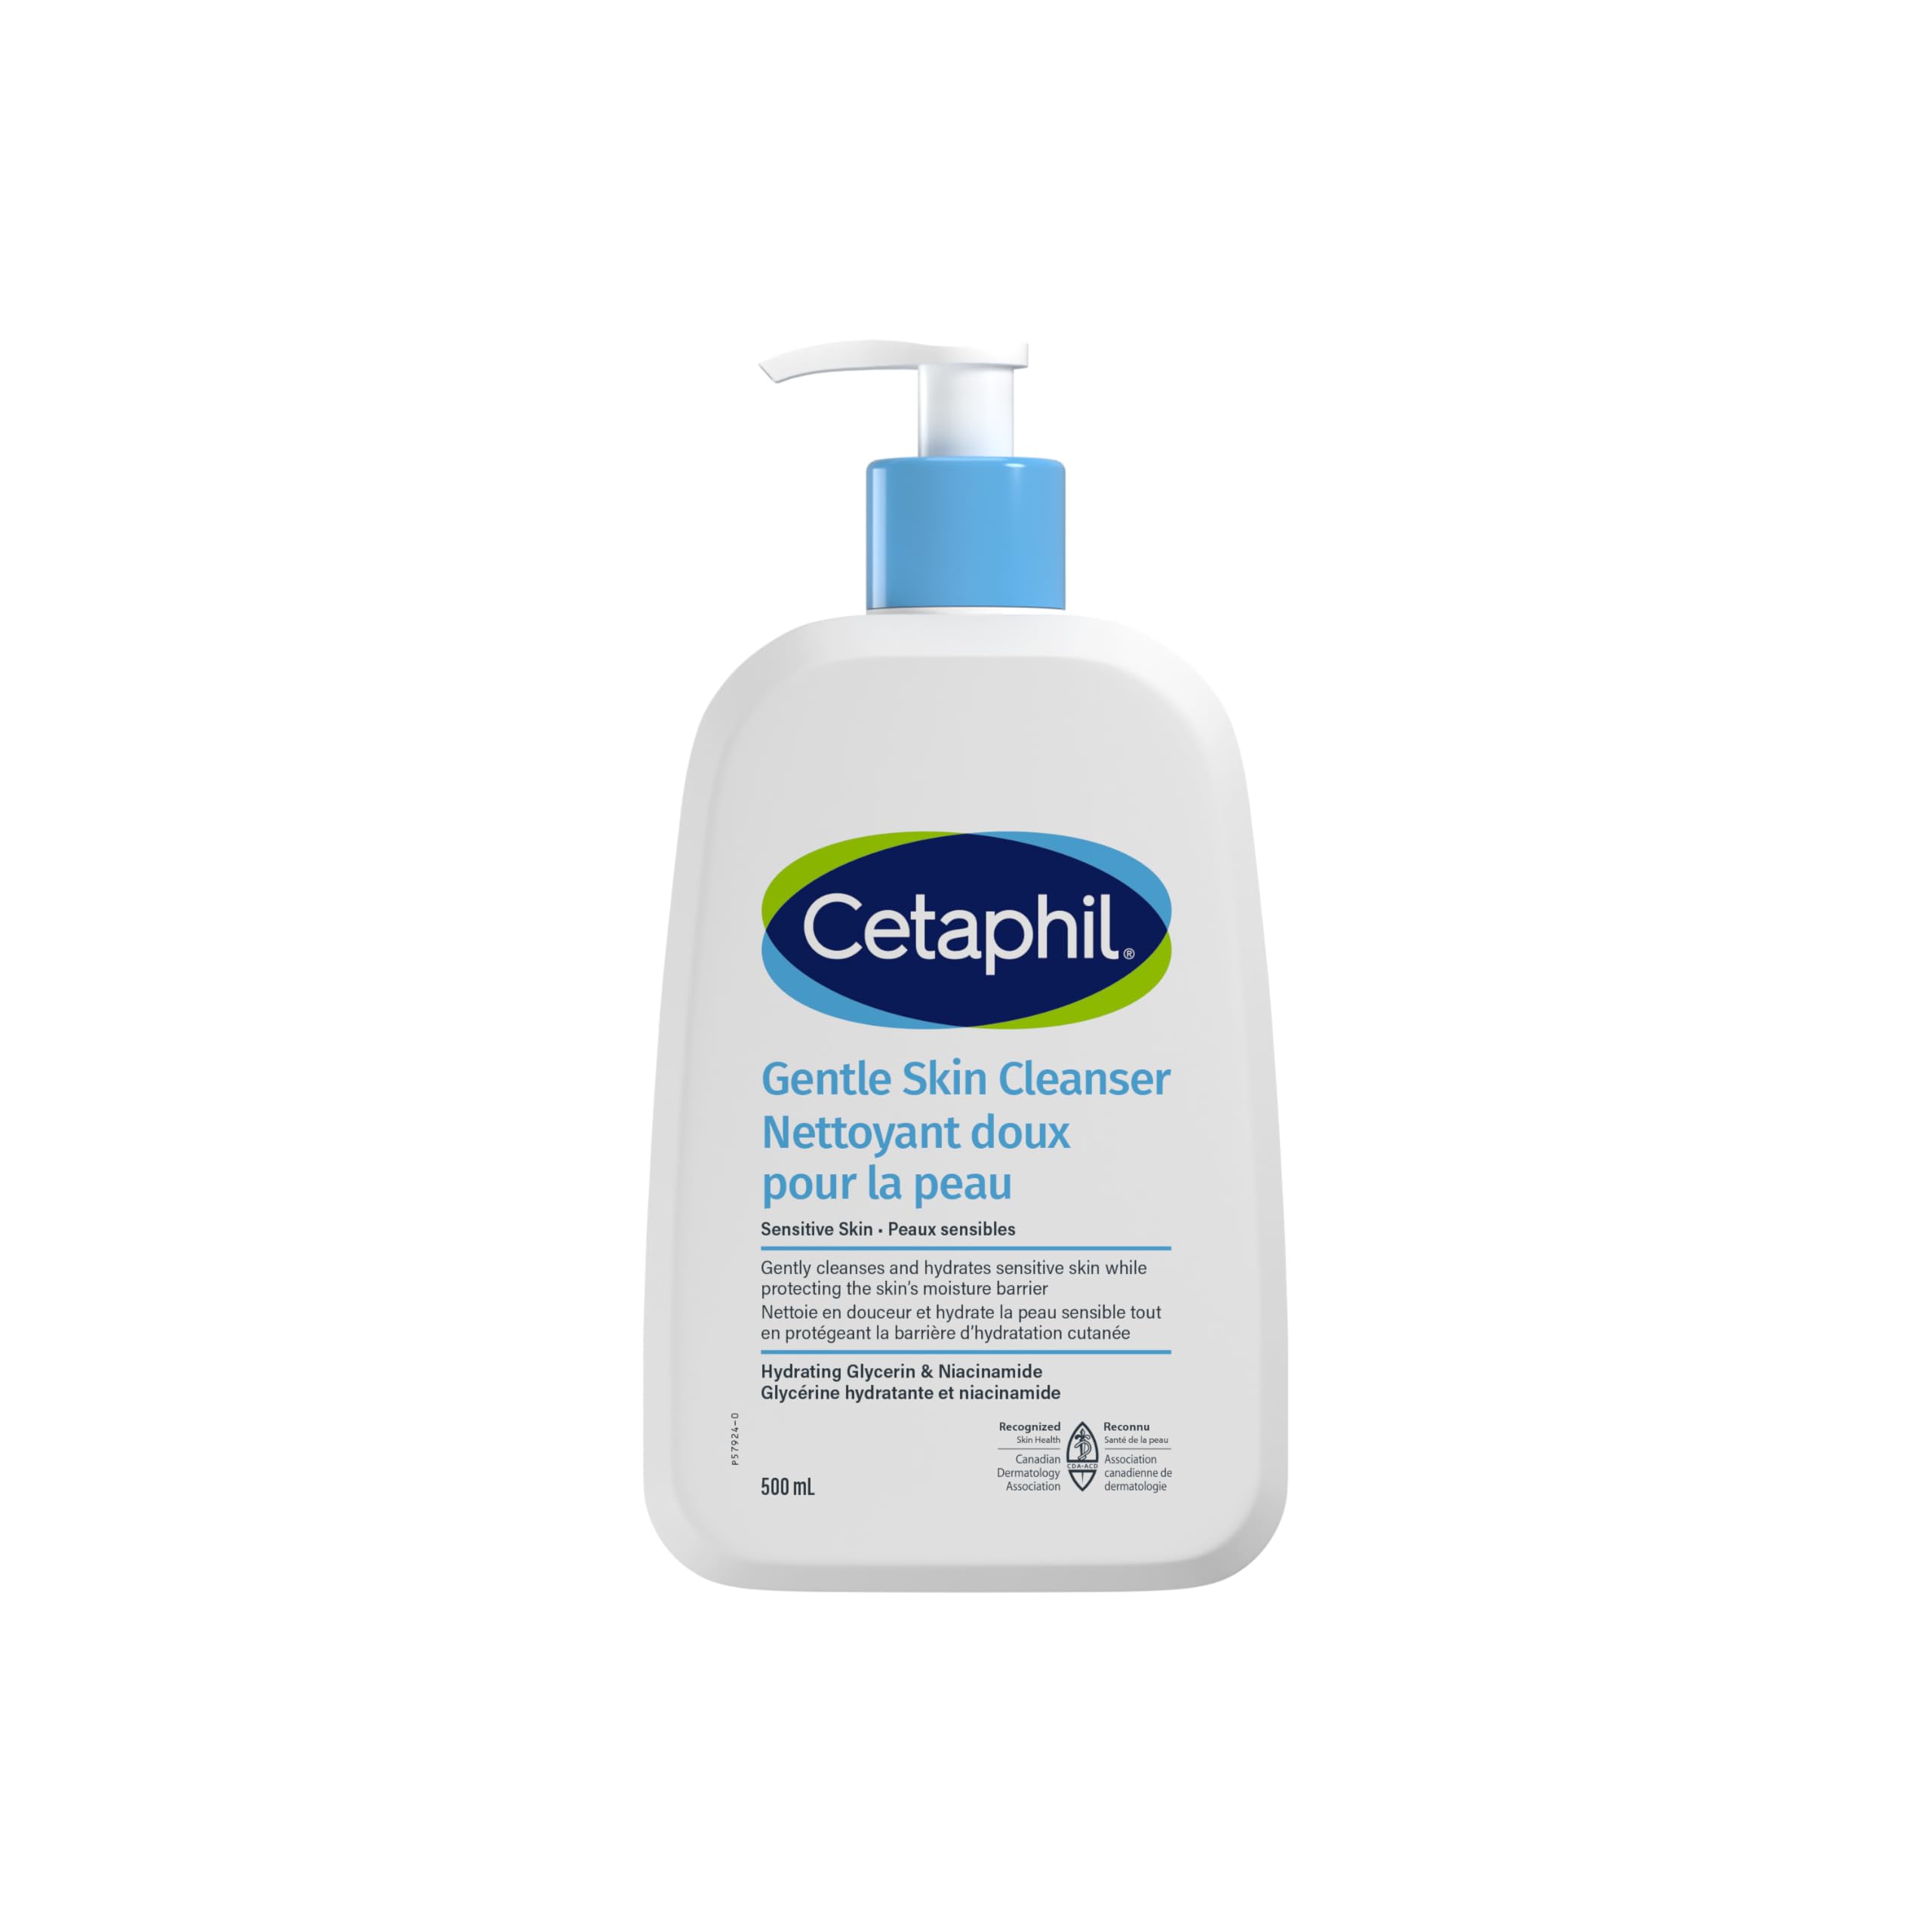 Cetaphil®
Gentle Skin Cleanser
Nettoyant doux
pour la peau
Sensitive Skin • Peaux sensibles
Gently cleanses and hydrates sensitive skin while
protecting the skin's moisture barrier
Nettoie en douceur et hydrate la peau sensible tout
en protégeant la barrière d'hydratation cutanée
Hydrating Glycerin & Niacinamide
Glycérine hydratante et niacinamide
P57924-0
500 mL
Recognized
Skin Health
Canadian
Dermatology
Association
CDA-ACD
Reconnu
Santé de la peau
Association
canadienne de
dermatologie